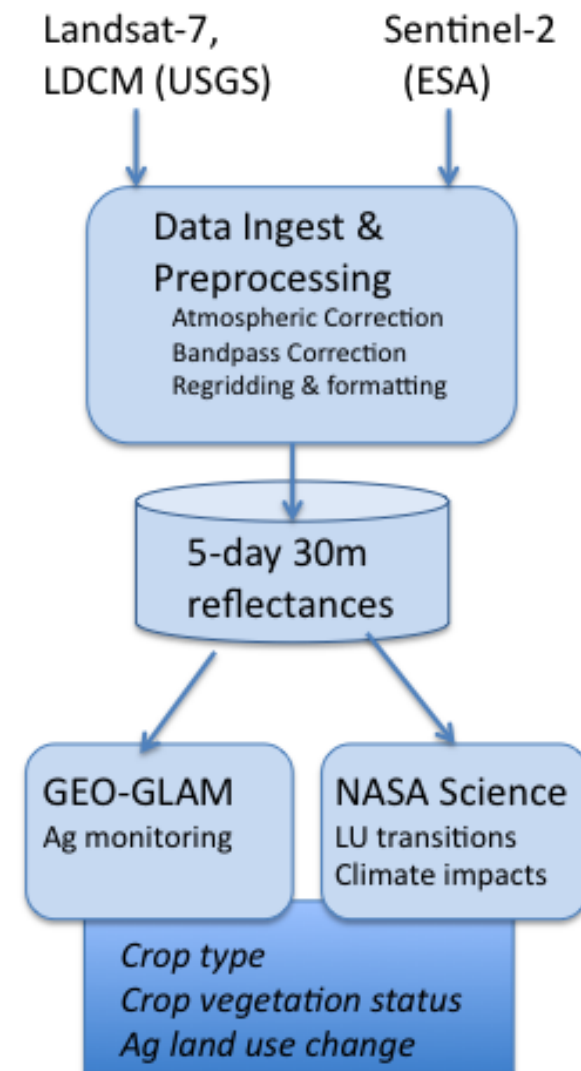 Landsat-7,
LDCM (USGS)
Sentinel-2
(ESA)
Data Ingest &
Preprocessing
Atmospheric Correction
Bandpass Correction
Regridding & formatting
5-day 30m
reflectances
GEO-GLAM
Ag monitoring
NASA Science
LU transitions
Climate impacts
Crop type
Crop vegetation status
Ag land use change